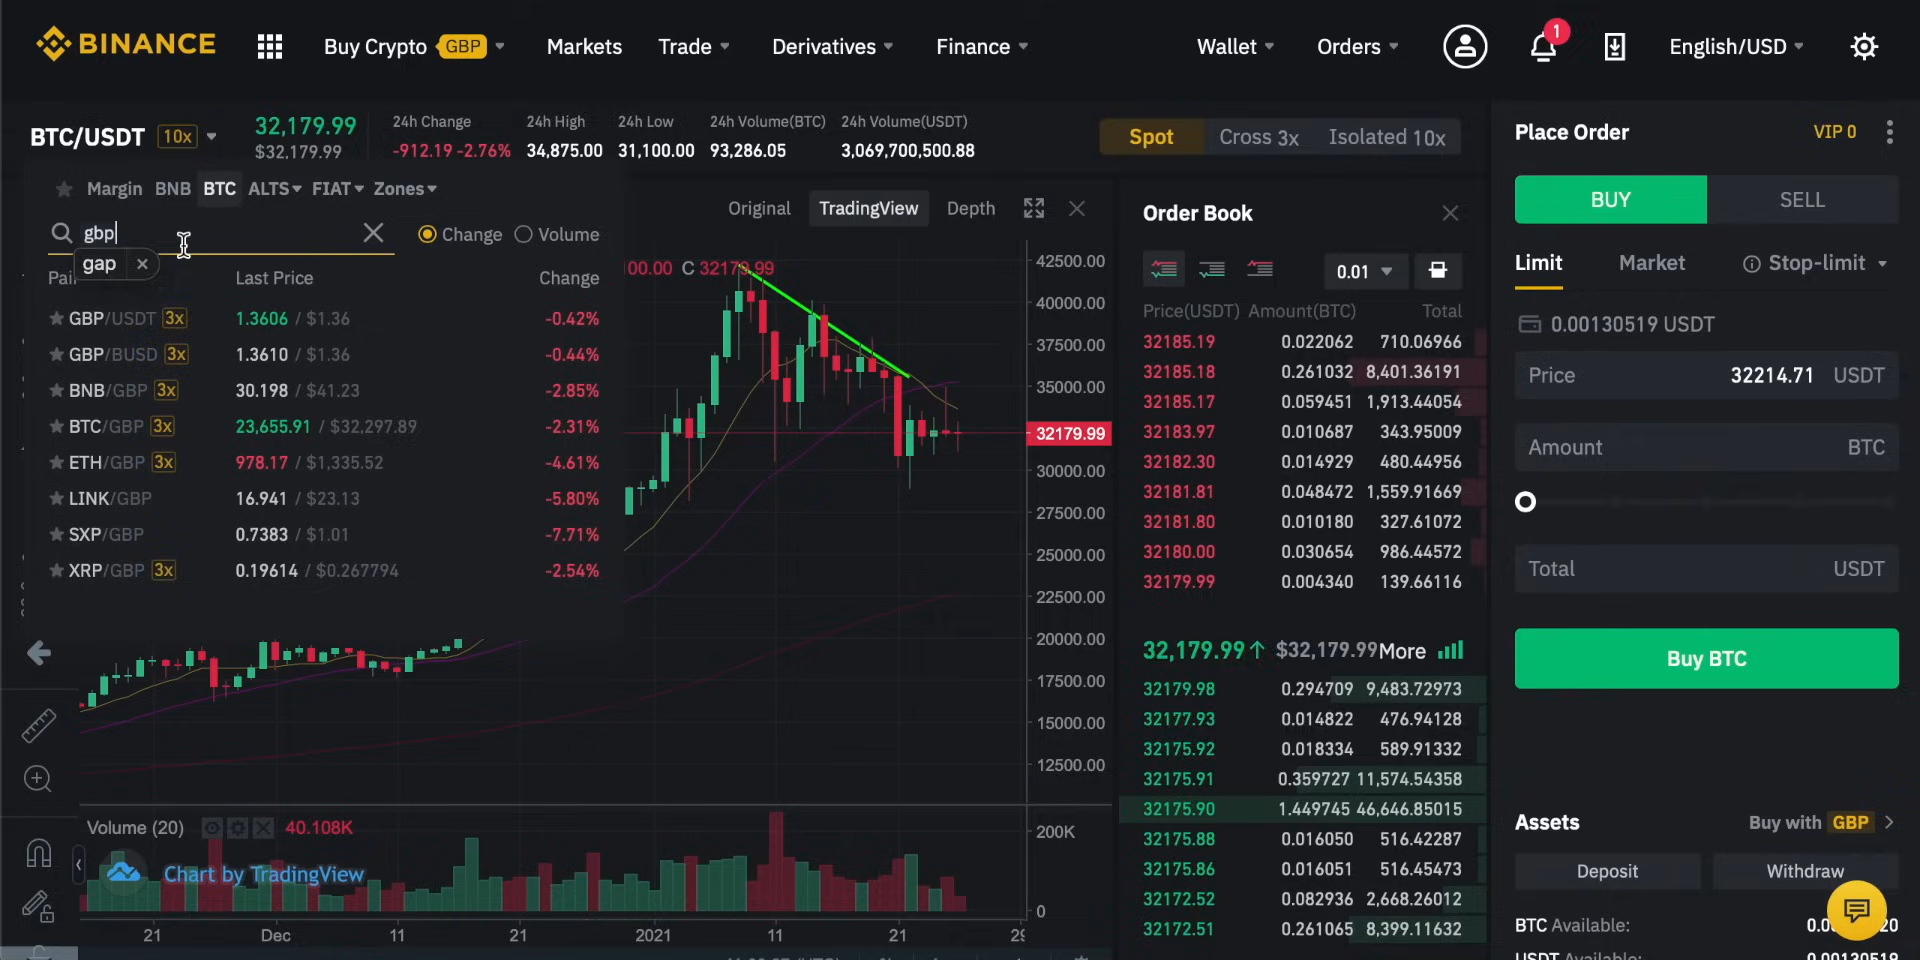 BINANCE
Buy Crypto GBP
Markets
Trade
Derivatives
Finance
Wallet
Orders
1
English/USD
BTC/USDT 10x
32,179.99
$32,179.99
24h Change
-912.19 -2.76%
24h High
34,875.00
24h Low
31,100.00
24h Volume(BTC)
93,286.05
24h Volume(USDT)
3,069,700,500.88
Spot Cross 3x Isolated 10x
Margin BNB BTC ALTS FIAT Zones
gbp
Change Volume
gap
Last Price Change
GBP/USDT 3x 1.3606 / $1.36 -0.42%
GBP/BUSD 3x 1.3610 / $1.36 -0.44%
BNB/GBP 3x 30.198 / $41.23 -2.85%
BTC/GBP 3x 23,655.91 / $32,297.89 -2.31%
ETH/GBP 3x 978.17 / $1,335.52 -4.61%
LINK/GBP 16.941 / $23.13 -5.80%
SXP/GBP 0.7383 / $1.01 -7.71%
XRP/GBP 3x 0.19614 / $0.267794 -2.54%
Original TradingView Depth
00.00 C 32179.99
42500.00
40000.00
37500.00
35000.00
32179.99
30000.00
27500.00
25000.00
22500.00
20000.00
17500.00
15000.00
12500.00
Volume (20) 40.108K
200K
Chart by TradingView
0
21 Dec 11 21 2021 11 21
Order Book
0.01
Price(USDT) Amount(BTC) Total
32185.19 0.022062 710.06966
32185.18 0.261032 8,401.36191
32185.17 0.059451 1,913.44054
32183.97 0.010687 343.95009
32182.30 0.014929 480.44956
32181.81 0.048472 1,559.91669
32181.80 0.010180 327.61072
32180.00 0.030654 986.44572
32179.99 0.004340 139.66116
32,179.99↑ $32,179.99 More
32179.98 0.294709 9,483.72973
32177.93 0.014822 476.94128
32175.92 0.018334 589.91332
32175.91 0.359727 11,574.54358
32175.90 1.449745 46,646.85015
32175.88 0.016050 516.42287
32175.86 0.016051 516.45473
32172.52 0.082936 2,668.26012
32172.51 0.261065 8,399.11632
Place Order VIP 0
BUY SELL
Limit Market Stop-limit
0.00130519 USDT
Price 32214.71 USDT
Amount BTC
Total USDT
Buy BTC
Assets Buy with GBP
Deposit Withdraw
BTC Available: